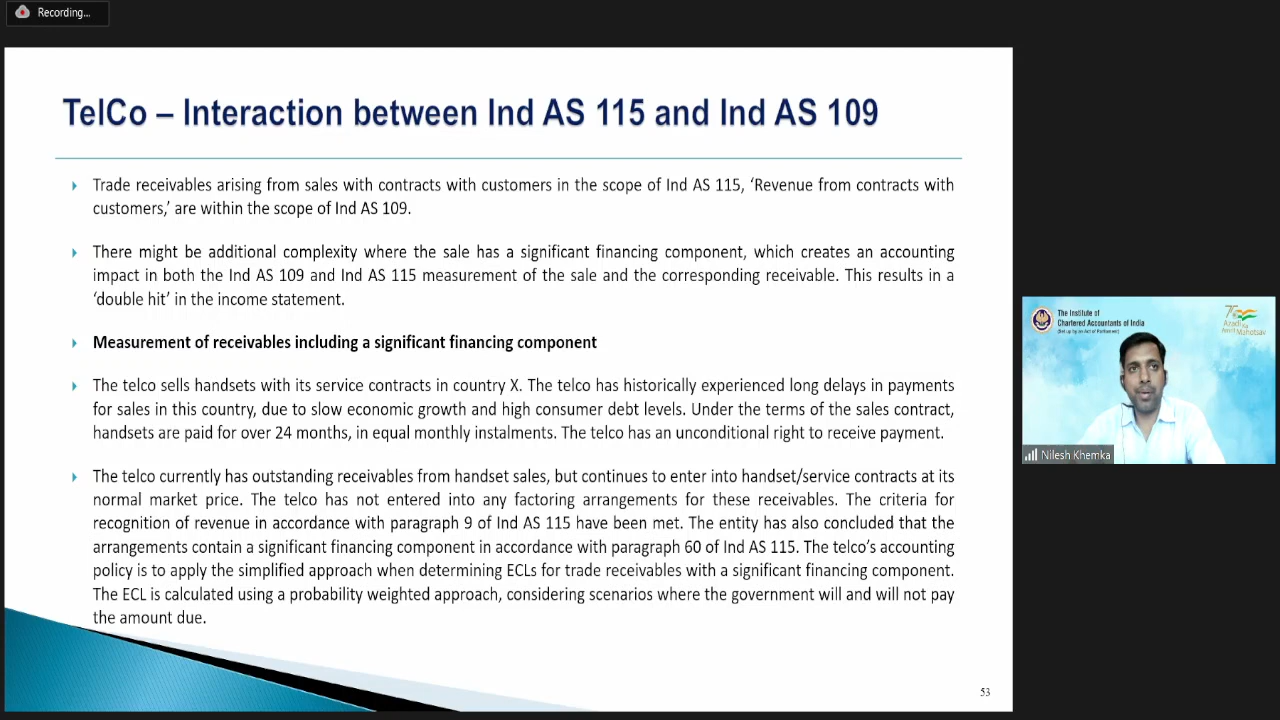 Recording...
TelCo – Interaction between Ind AS 115 and Ind AS 109
Trade receivables arising from sales with contracts with customers in the scope of Ind AS 115, ‘Revenue from contracts with
customers,’ are within the scope of Ind AS 109.
There might be additional complexity where the sale has a significant financing component, which creates an accounting
impact in both the Ind AS 109 and Ind AS 115 measurement of the sale and the corresponding receivable. This results in a
‘double hit’ in the income statement.
Measurement of receivables including a significant financing component
The telco sells handsets with its service contracts in country X. The telco has historically experienced long delays in payments
for sales in this country, due to slow economic growth and high consumer debt levels. Under the terms of the sales contract,
handsets are paid for over 24 months, in equal monthly instalments. The telco has an unconditional right to receive payment.
The telco currently has outstanding receivables from handset sales, but continues to enter into handset/service contracts at its
normal market price. The telco has not entered into any factoring arrangements for these receivables. The criteria for
recognition of revenue in accordance with paragraph 9 of Ind AS 115 have been met. The entity has also concluded that the
arrangements contain a significant financing component in accordance with paragraph 60 of Ind AS 115. The telco’s accounting
policy is to apply the simplified approach when determining ECLs for trade receivables with a significant financing component.
The ECL is calculated using a probability weighted approach, considering scenarios where the government will and will not pay
the amount due.
53
The Institute of
Chartered Accountants of India
(Set up by an Act of Parliament)
75
Azadi Ka
Amrit Mahotsav
Nilesh Khemka